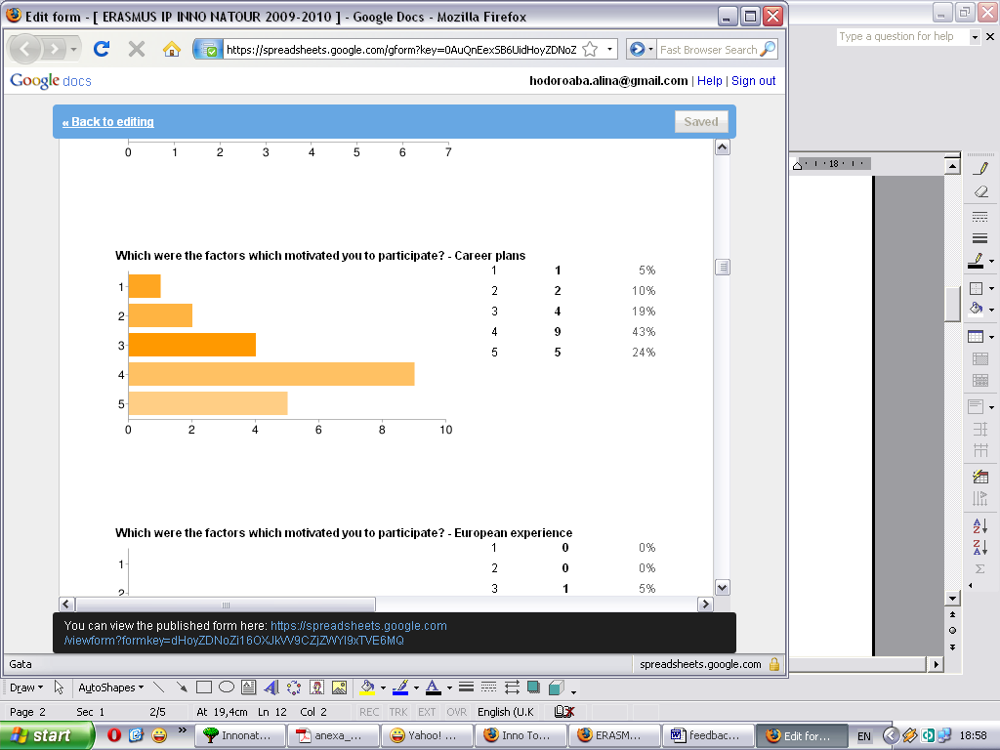 Edit form - [ ERASMUS IP INNO NATOUR 2009-2010 ] - Google Docs - Mozilla Firefox
Type a question for help
https://spreadsheets.google.com/gform?key=0AuQnEexSB6UidHoyZDNoZ
Fast Browser Search
Google docs
hodoroaba.alina@gmail.com | Help | Sign out
« Back to editing
Saved
0 1 2 3 4 5 6 7
18
Which were the factors which motivated you to participate? - Career plans
1 1 5%
2 2 10%
3 4 19%
4 9 43%
5 5 24%
1
2
3
4
5
0 2 4 6 8 10
Which were the factors which motivated you to participate? - European experience
1 0 0%
2 0 0%
3 1 5%
1
2
You can view the published form here: https://spreadsheets.google.com
Gata
spreadsheets.google.com
Draw AutoShapes
Page 2 Sec 1 2/5 At 19,4cm Ln 12 Col 2 REC TRK EXT OVR English (U.K
start
Innonat...
anexa_...
Yahoo! ...
Inno To...
ERASM...
feedbac...
Edit for...
EN
18:58